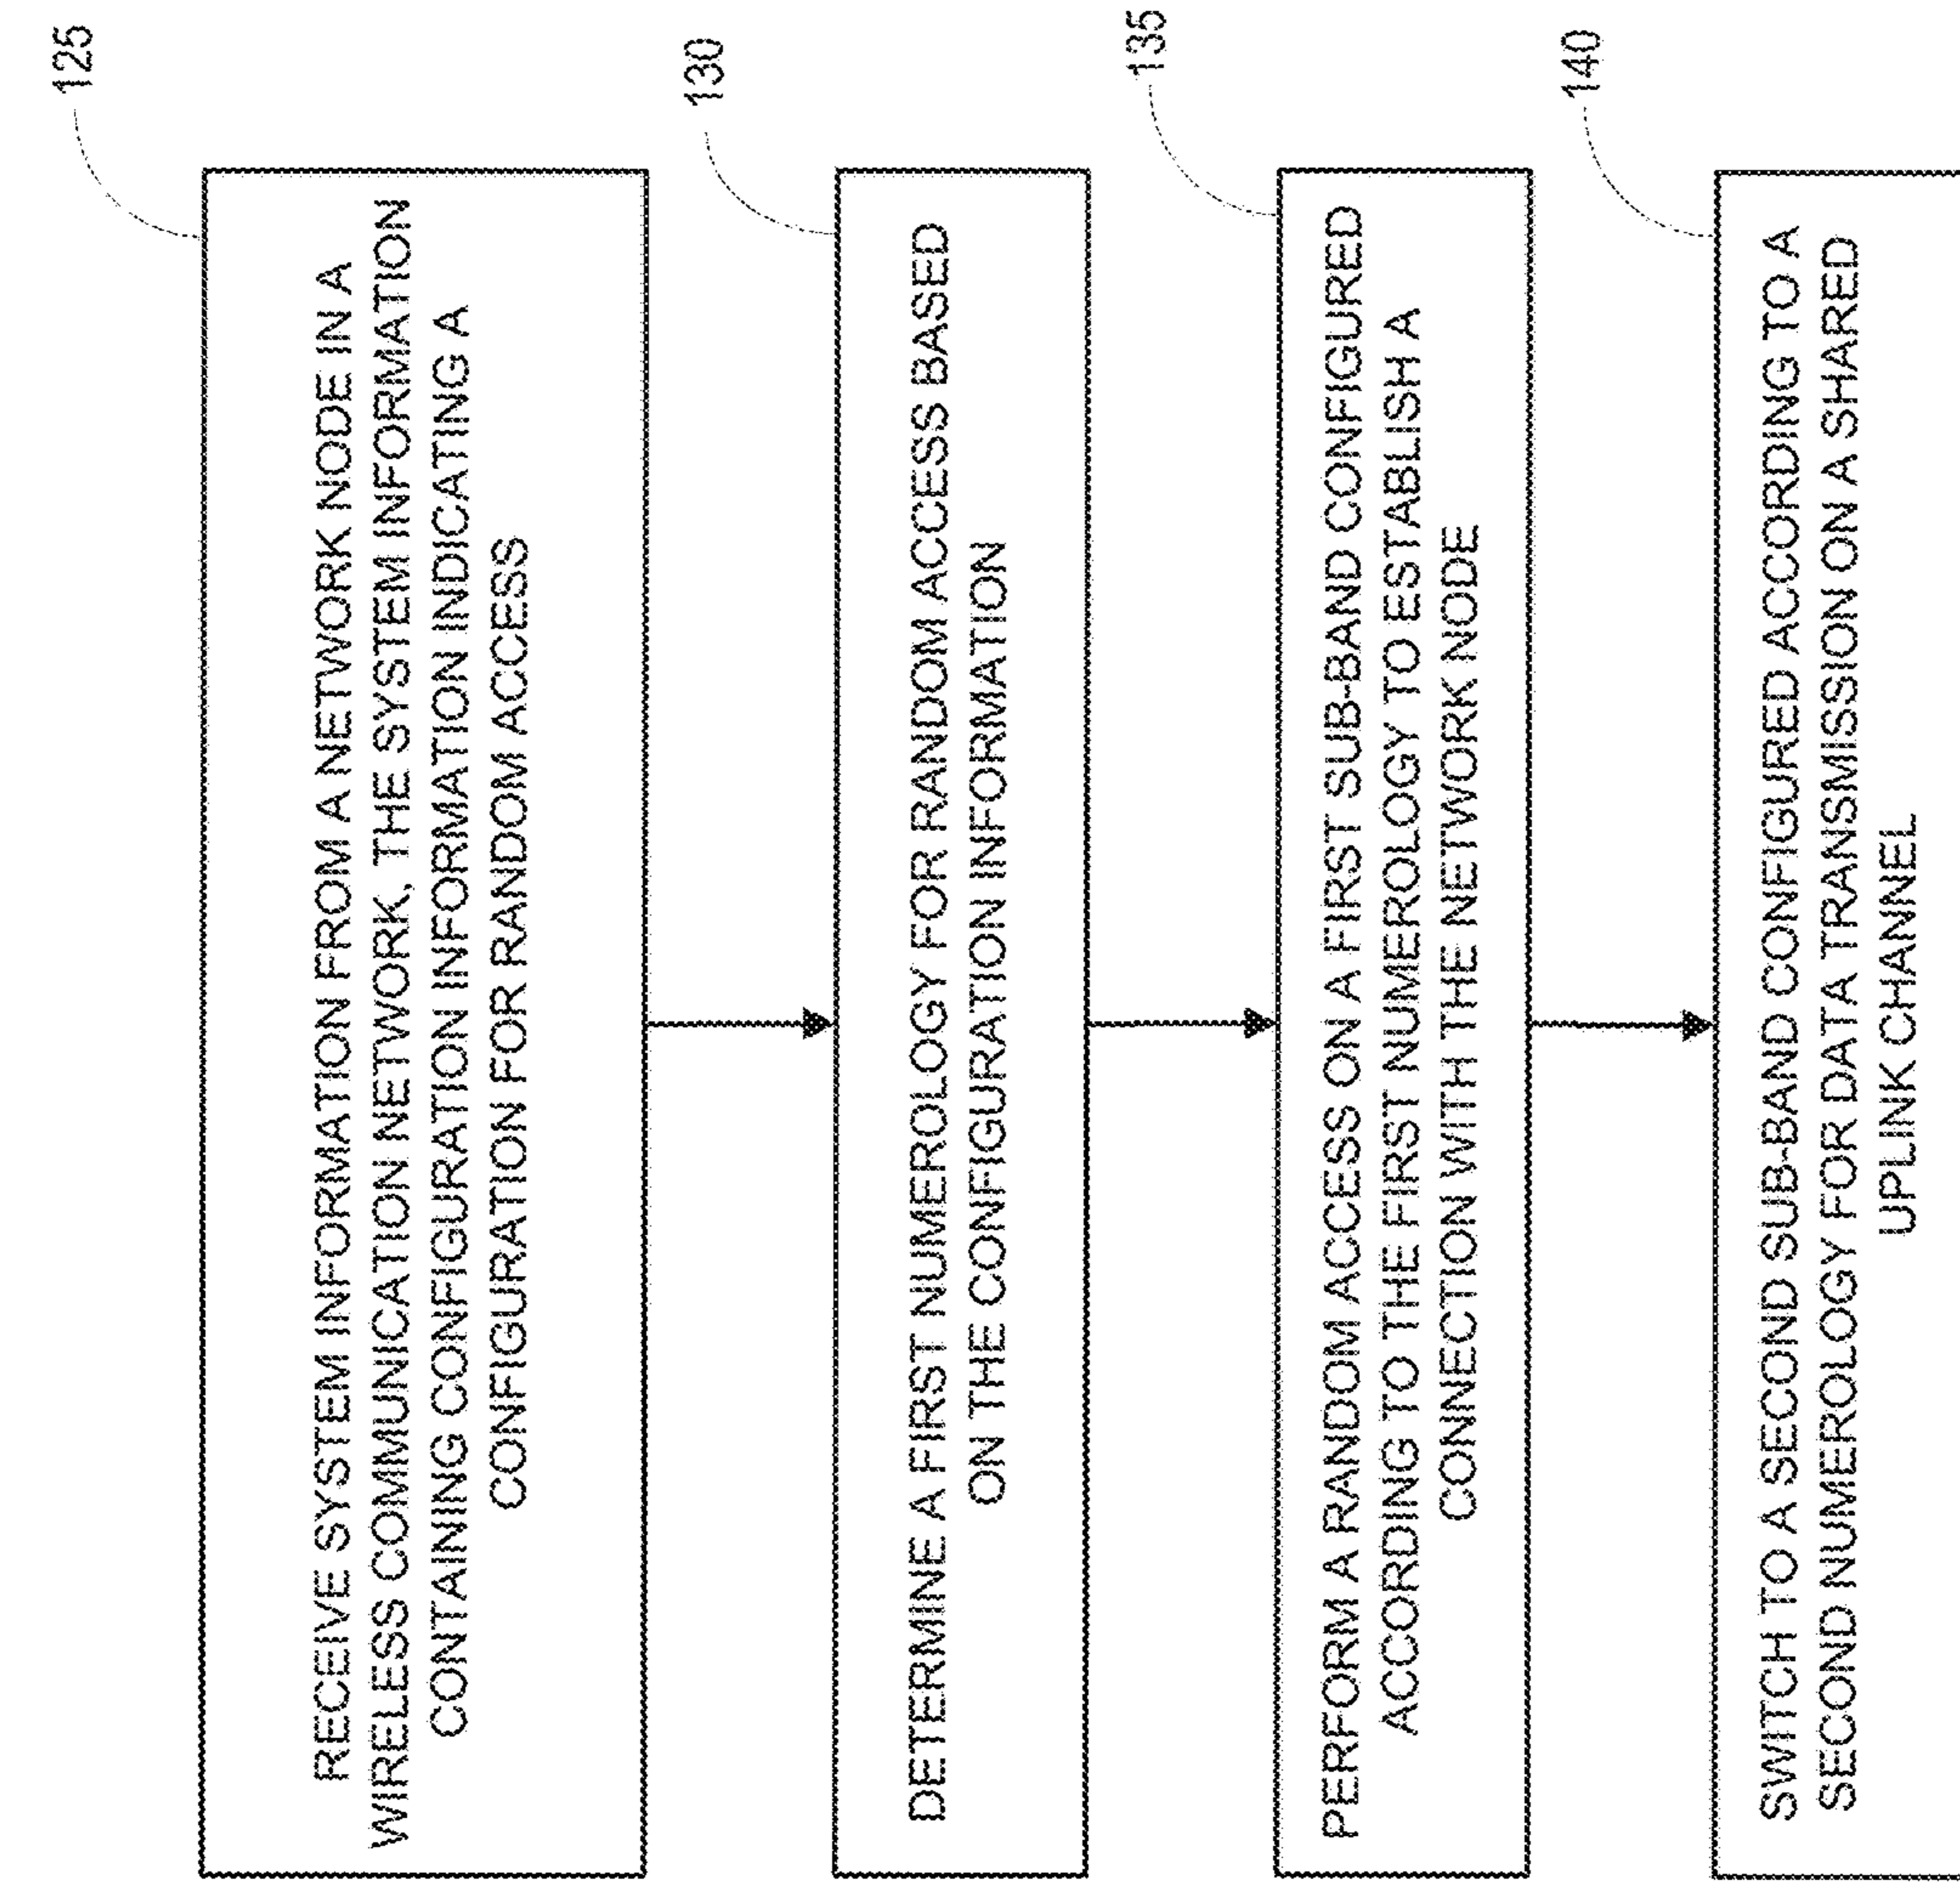 125
RECEIVE SYSTEM INFORMATION FROM A NETWORK NODE IN A
WIRELESS COMMUNICATION NETWORK, THE SYSTEM INFORMATION
CONTAINING CONFIGURATION INFORMATION INDICATING A
CONFIGURATION FOR RANDOM ACCESS
130
DETERMINE A FIRST NUMEROLOGY FOR RANDOM ACCESS BASED
ON THE CONFIGURATION INFORMATION
135
PERFORM A RANDOM ACCESS ON A FIRST SUB-BAND CONFIGURED
ACCORDING TO THE FIRST NUMEROLOGY TO ESTABLISH A
CONNECTION WITH THE NETWORK NODE
140
SWITCH TO A SECOND SUB-BAND CONFIGURED ACCORDING TO A
SECOND NUMEROLOGY FOR DATA TRANSMISSION ON A SHARED
UPLINK CHANNEL